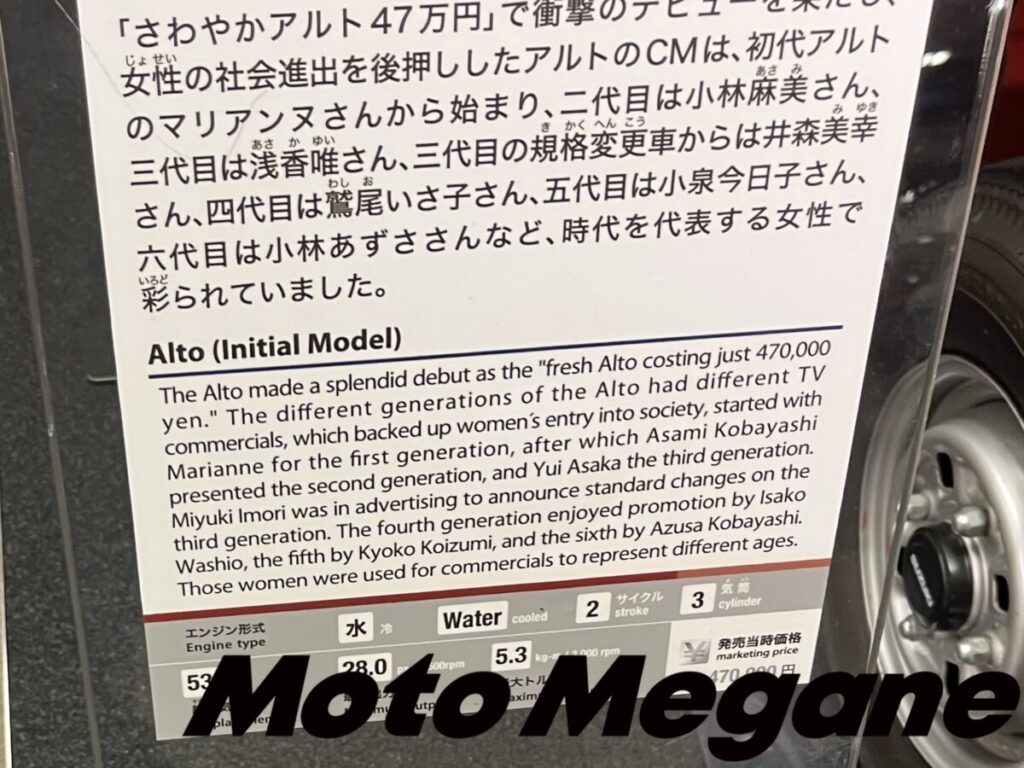 「さわやかアルト47万円」で衝撃のデビューを果たし、
女性の社会進出を後押ししたアルトのCMは、初代アルト
のマリアンヌさんから始まり、二代目は小林麻美さん、
三代目は浅香唯さん、三代目の規格変更車からは井森美幸
さん、四代目は鷲尾いさ子さん、五代目は小泉今日子さん、
六代目は小林あずささんなど、時代を代表する女性で
彩られていました。
Alto (Initial Model)
The Alto made a splendid debut as the "fresh Alto costing just 470,000
yen." The different generations of the Alto had different TV
commercials, which backed up women´s entry into society, started with
Marianne for the first generation, after which Asami Kobayashi
presented the second generation, and Yui Asaka the third generation.
Miyuki Imori was in advertising to announce standard changes on the
third generation. The fourth generation enjoyed promotion by Isako
Washio, the fifth by Kyoko Koizumi, and the sixth by Azusa Kobayashi.
Those women were used for commercials to represent different ages.
エンジン形式 水 冷 Water cooled 2 サイクル 3 気筒
Engine type stroke cylinder
53 28.0 5.3 kg-m ¥ 発売当時価格
marketing price
470,000円
Moto Megane